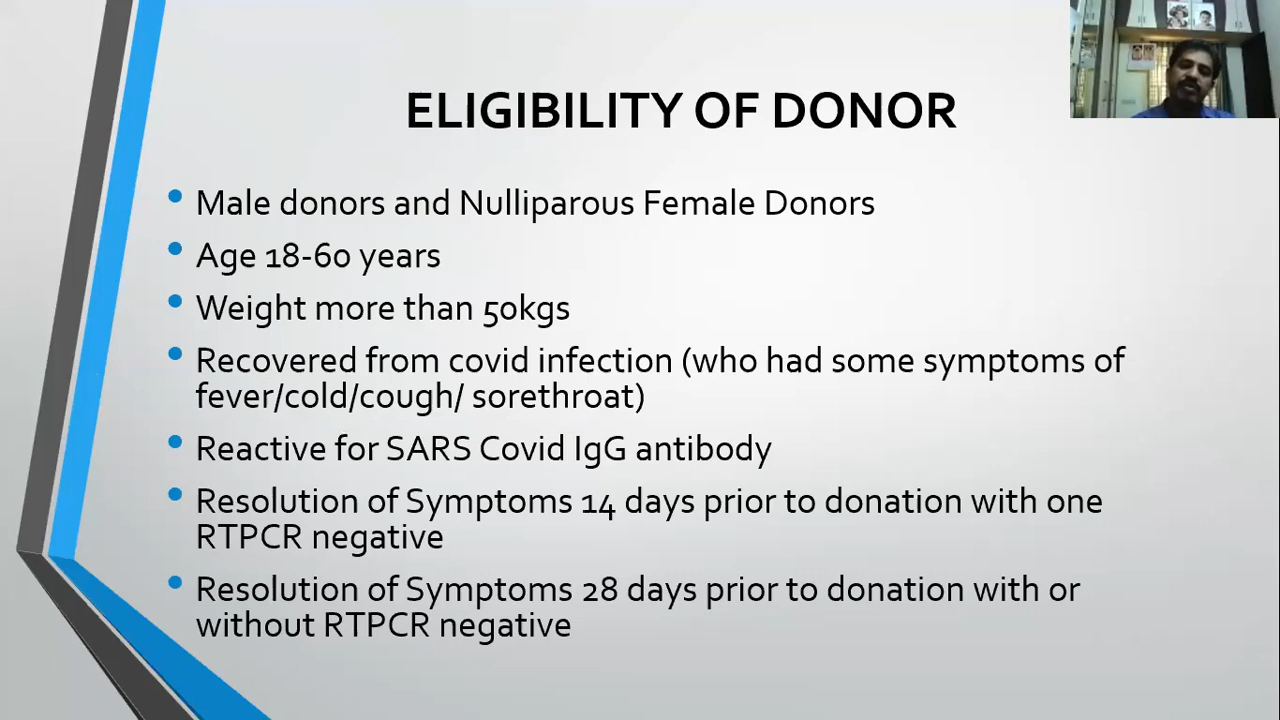 ELIGIBILITY OF DONOR
Male donors and Nulliparous Female Donors
Age 18-60 years
Weight more than 50kgs
Recovered from covid infection (who had some symptoms of
fever/cold/cough/ sorethroat)
Reactive for SARS Covid IgG antibody
Resolution of Symptoms 14 days prior to donation with one
RTPCR negative
Resolution of Symptoms 28 days prior to donation with or
without RTPCR negative